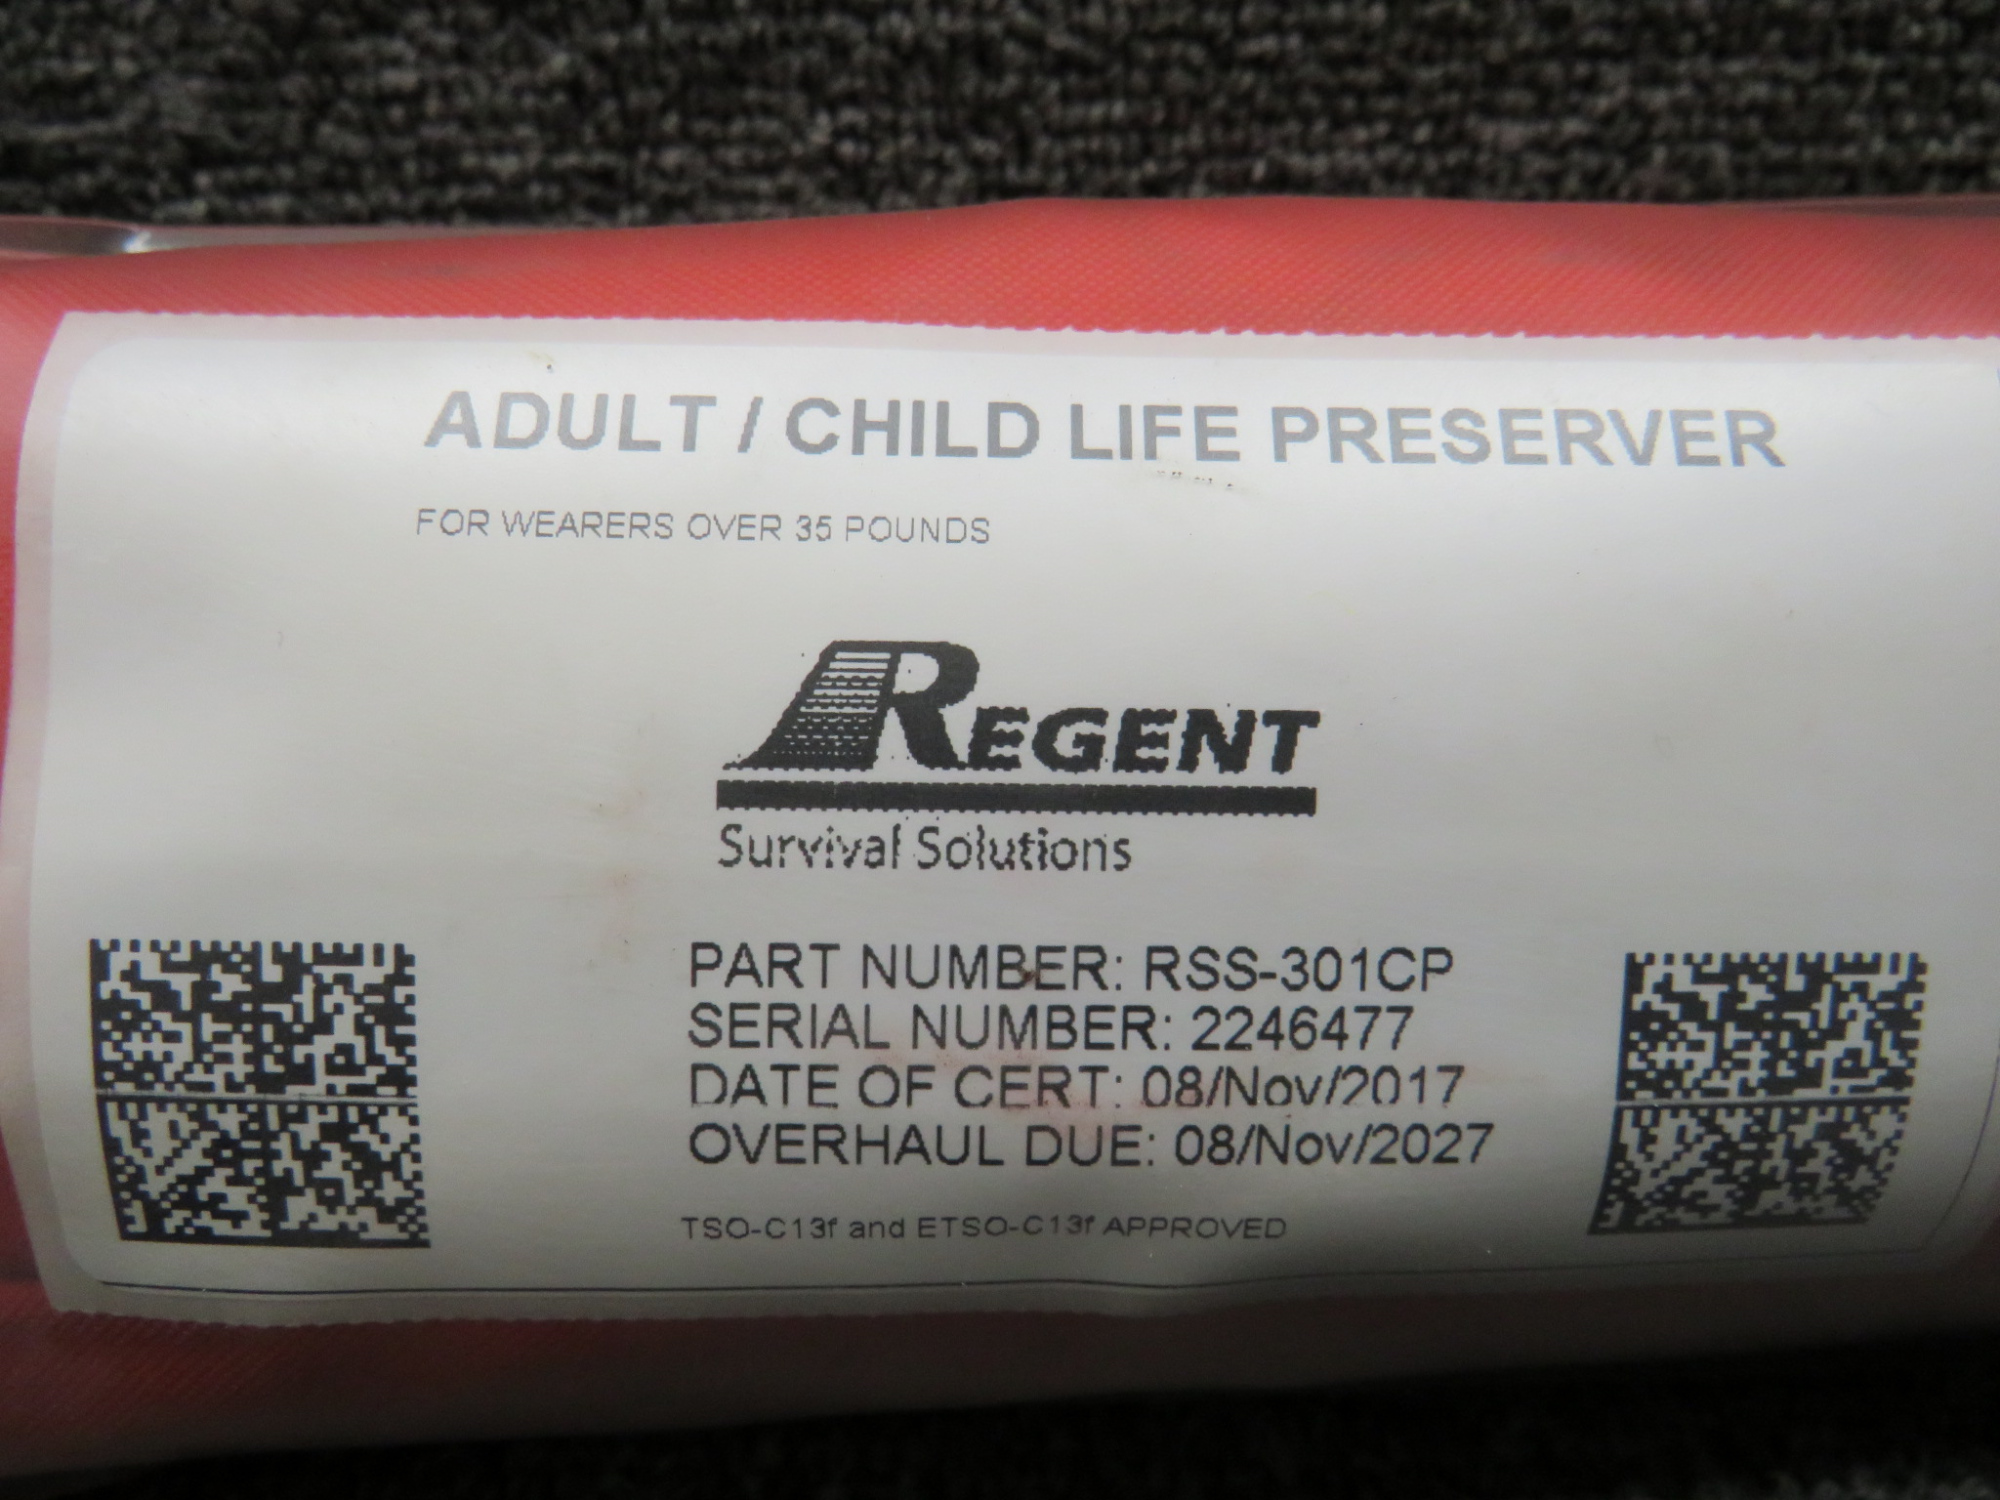 ADULT / CHILD LIFE PRESERVER
FOR WEARERS OVER 35 POUNDS
REGENT
Survival Solutions
PART NUMBER: RSS-301CP
SERIAL NUMBER: 2246477
DATE OF CERT: 08/Nov/2017
OVERHAUL DUE: 08/Nov/2027
TSO-C13f and ETSO-C13f APPROVED